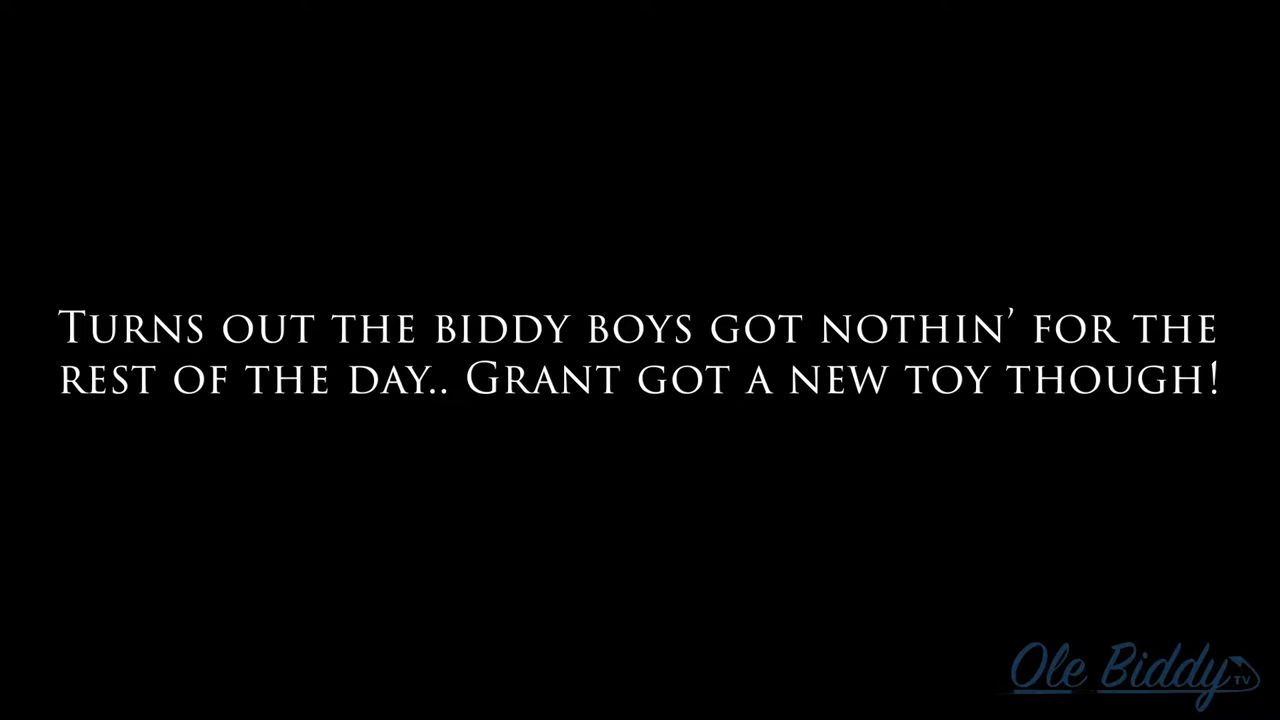 Turns out the biddy boys got nothin’ for the
rest of the day.. Grant got a new toy though!
Ole Biddy TV